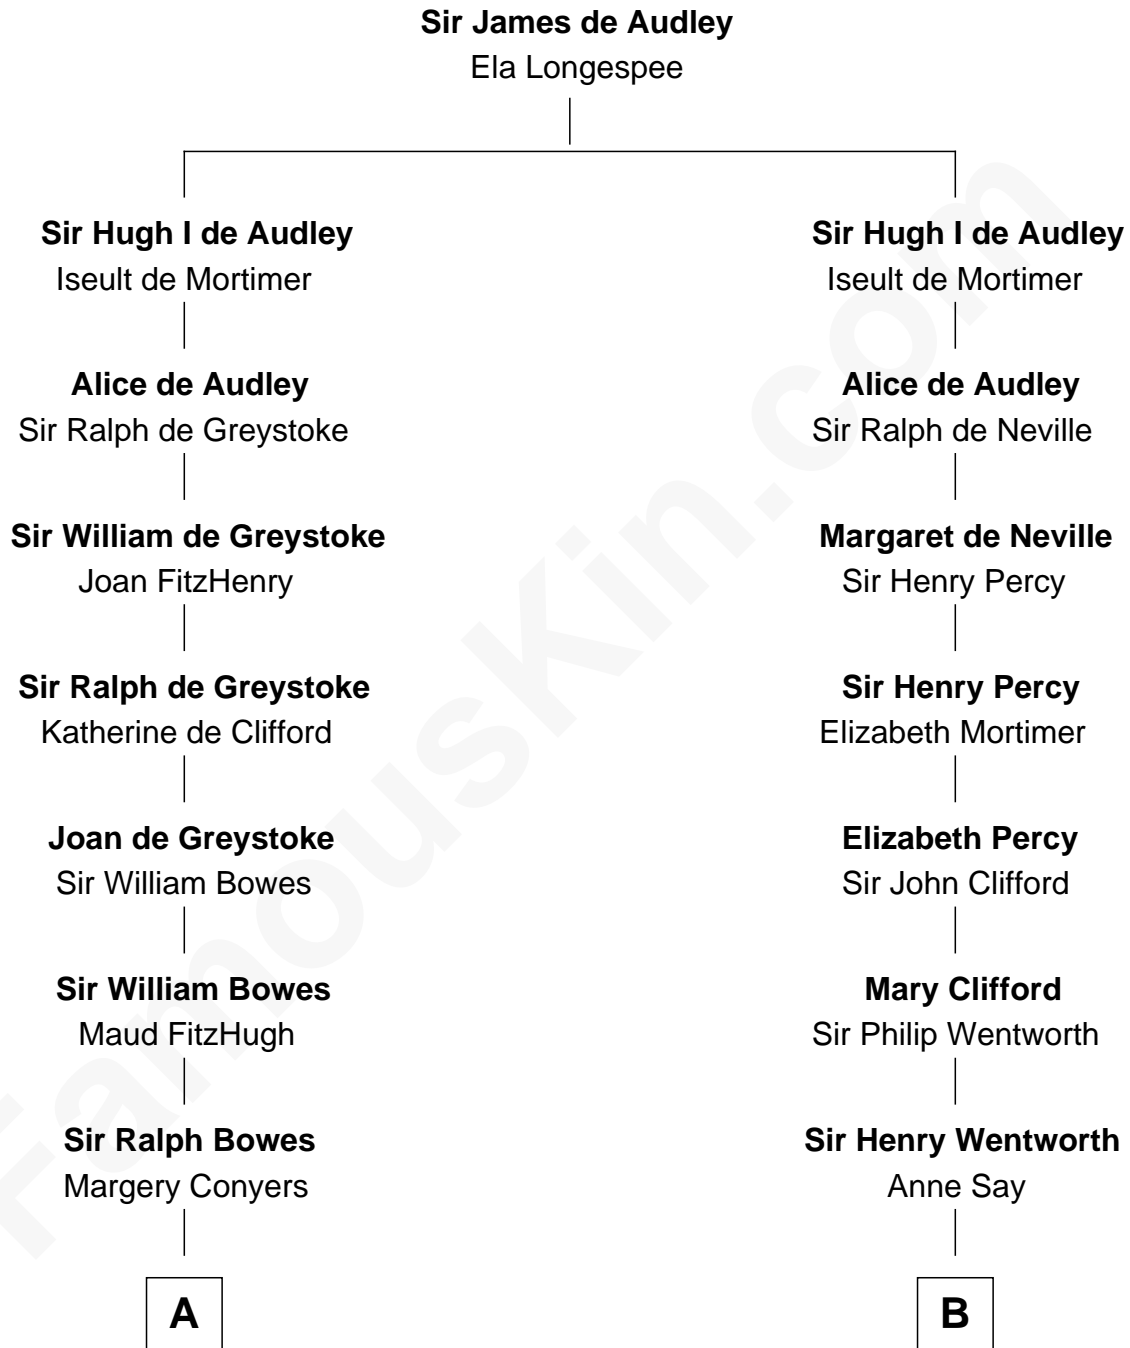 Sir James de Audley
Ela Longespee
Sir Hugh I de Audley
Iseult de Mortimer
Sir Hugh I de Audley
Iseult de Mortimer
Alice de Audley
Sir Ralph de Greystoke
Alice de Audley
Sir Ralph de Neville
Sir William de Greystoke
Joan FitzHenry
Margaret de Neville
Sir Henry Percy
Sir Ralph de Greystoke
Katherine de Clifford
Sir Henry Percy
Elizabeth Mortimer
Joan de Greystoke
Sir William Bowes
Elizabeth Percy
Sir John Clifford
Sir William Bowes
Maud FitzHugh
Mary Clifford
Sir Philip Wentworth
Sir Ralph Bowes
Margery Conyers
Sir Henry Wentworth
Anne Say
A
B
FamousKin.com